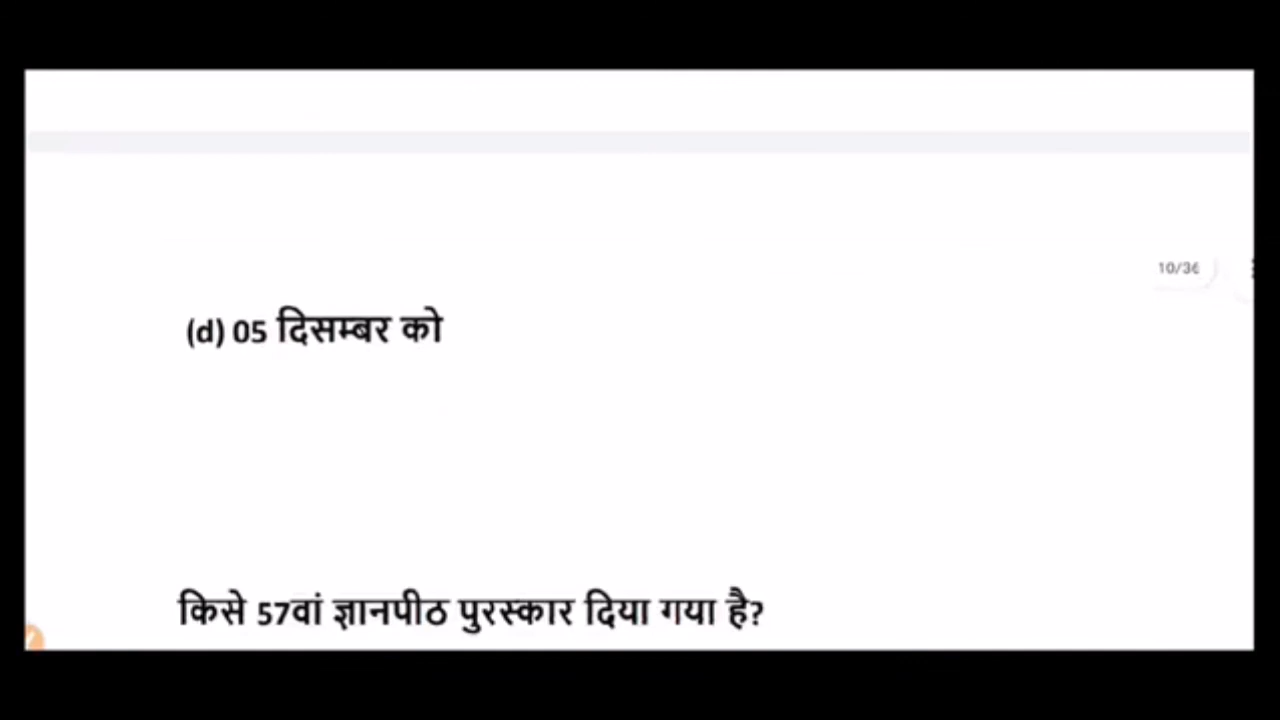 10/36
(d) 05 दिसम्बर को
किसे 57वां ज्ञानपीठ पुरस्कार दिया गया है?